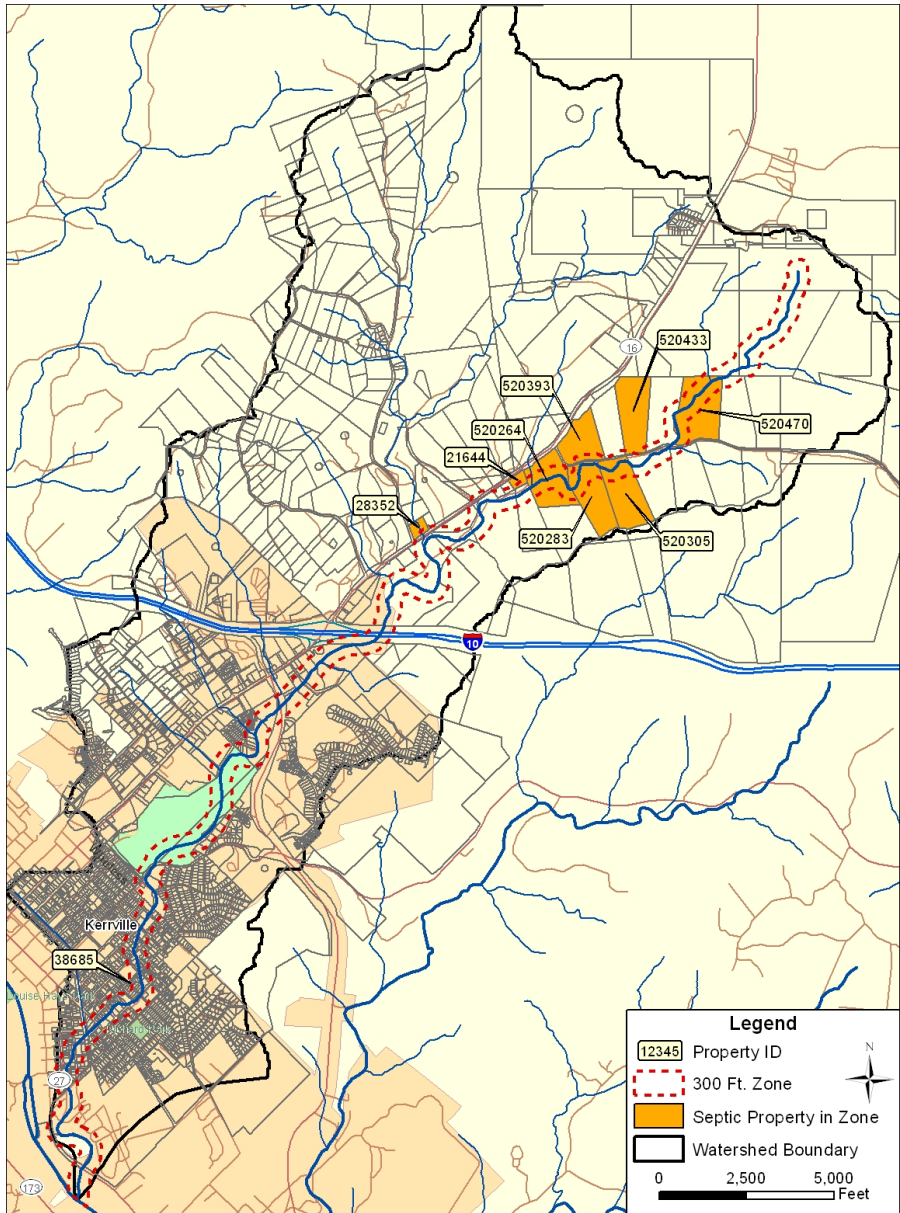 16
520433
520393
520264
520470
21644
28352
520283
520305
10
Kerrville
38685
27
173
Legend
12345 Property ID
300 Ft. Zone
Septic Property in Zone
Watershed Boundary
N
0 2,500 5,000
Feet